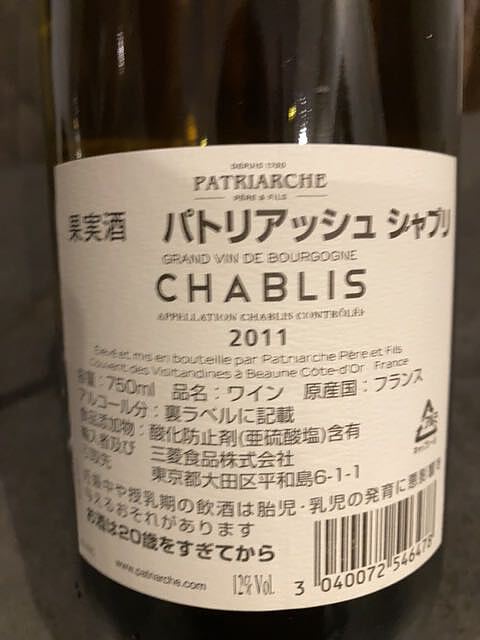 DEPUIS 1780
PATRIARCHE
PÈRE & FILS
果実酒 パトリアッシュ シャブリ
GRAND VIN DE BOURGOGNE
CHABLIS
APPELLATION CHABLIS CONTRÔLÉE
2011
Élevé et mis en bouteille par Patriarche Père et Fils
Couvent des Visitandines à Beaune Côte-d'Or France
容量：750ml 品名：ワイン 原産国：フランス
アルコール分：裏ラベルに記載
食品添加物：酸化防止剤(亜硫酸塩)含有
輸入者及び 三菱食品株式会社
引取先 東京都大田区平和島6-1-1
妊娠中や授乳期の飲酒は胎児・乳児の発育に悪影響を
与えるおそれがあります
お酒は20歳をすぎてから
www.patriarche.com
12% Vol.
3 040072 546478